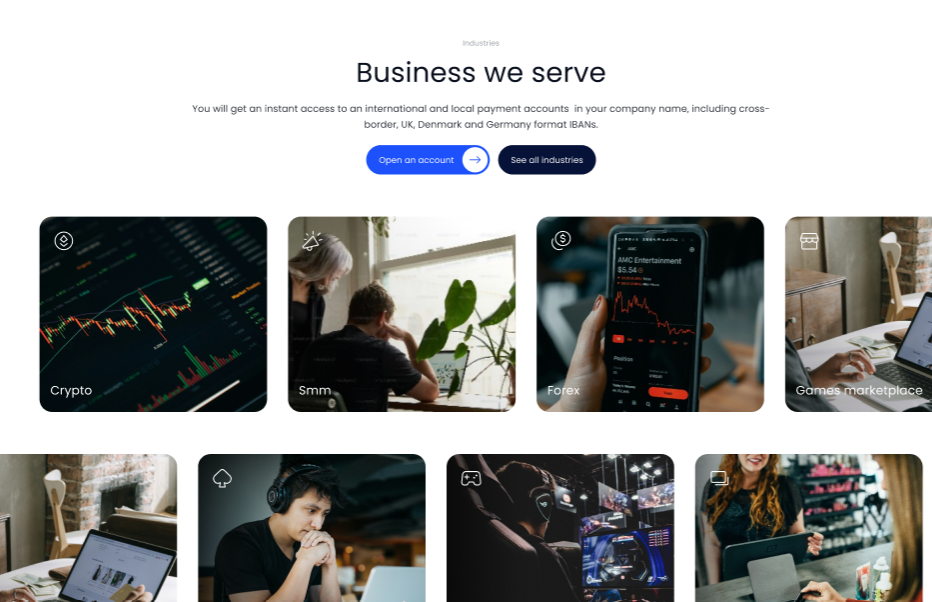 Industries
Business we serve
You will get an instant access to an international and local payment accounts in your company name, including cross-
border, UK, Denmark and Germany format IBANs.
Open an account
See all industries
AMC Entertainment
$5.54
Position
Crypto
Smm
Forex
Games marketplace